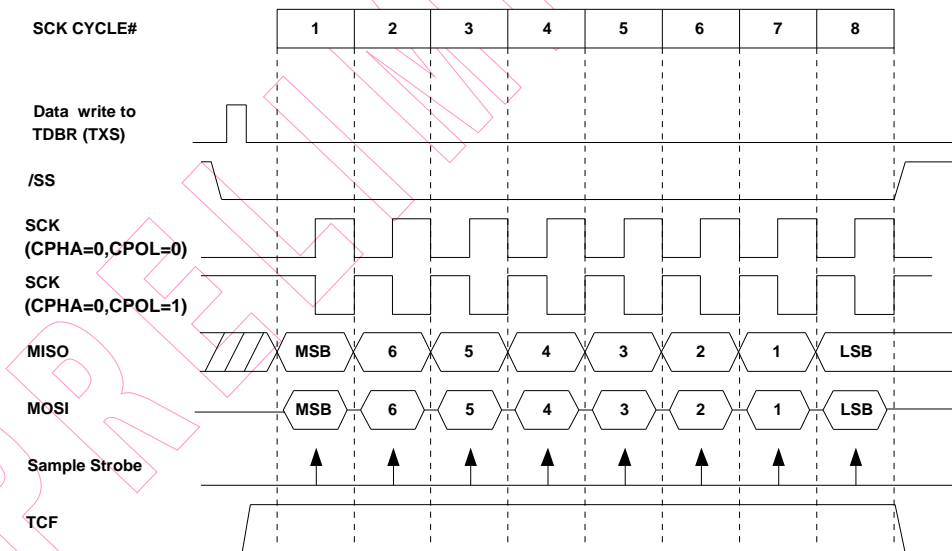 SCK CYCLE# 1 2 3 4 5 6 7 8
Data write to
TDBR (TXS)
/SS
SCK
(CPHA=0,CPOL=0)
SCK
(CPHA=0,CPOL=1)
MISO MSB 6 5 4 3 2 1 LSB
MOSI MSB 6 5 4 3 2 1 LSB
Sample Strobe
TCF
PRELIM